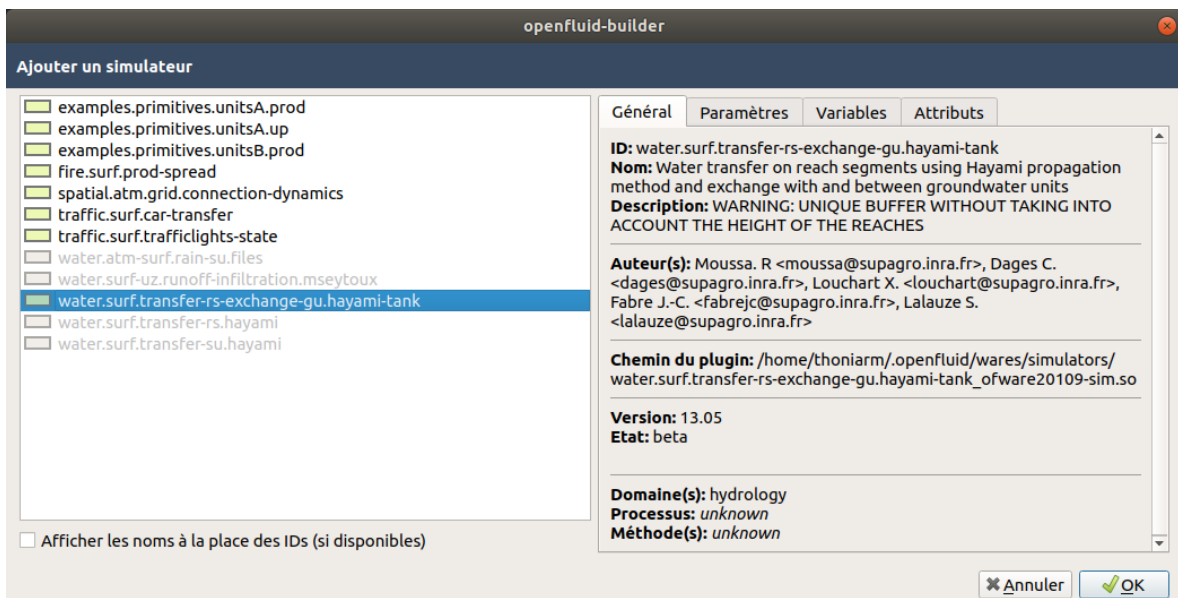 openfluid-builder
Ajouter un simulateur
examples.primitives.unitsA.prod
examples.primitives.unitsA.up
examples.primitives.unitsB.prod
fire.surf.prod-spread
spatial.atm.grid.connection-dynamics
traffic.surf.car-transfer
traffic.surf.trafficlights-state
water.atm-surf.rain-su.files
water.surf-uz.runoff-infiltration.mseytoux
water.surf.transfer-rs-exchange-gu.hayami-tank
water.surf.transfer-rs.hayami
water.surf.transfer-su.hayami
Afficher les noms à la place des IDs (si disponibles)
Général Paramètres Variables Attributs
ID: water.surf.transfer-rs-exchange-gu.hayami-tank
Nom: Water transfer on reach segments using Hayami propagation
method and exchange with and between groundwater units
Description: WARNING: UNIQUE BUFFER WITHOUT TAKING INTO
ACCOUNT THE HEIGHT OF THE REACHES
Auteur(s): Moussa. R <moussa@supagro.inra.fr>, Dages C.
<dages@supagro.inra.fr>, Louchart X. <louchart@supagro.inra.fr>,
Fabre J.-C. <fabrejc@supagro.inra.fr>, Lalauze S.
<lalauze@supagro.inra.fr>
Chemin du plugin: /home/thoniarm/.openfluid/wares/simulators/
water.surf.transfer-rs-exchange-gu.hayami-tank_ofware20109-sim.so
Version: 13.05
Etat: beta
Domaine(s): hydrology
Processus: unknown
Méthode(s): unknown
Annuler OK